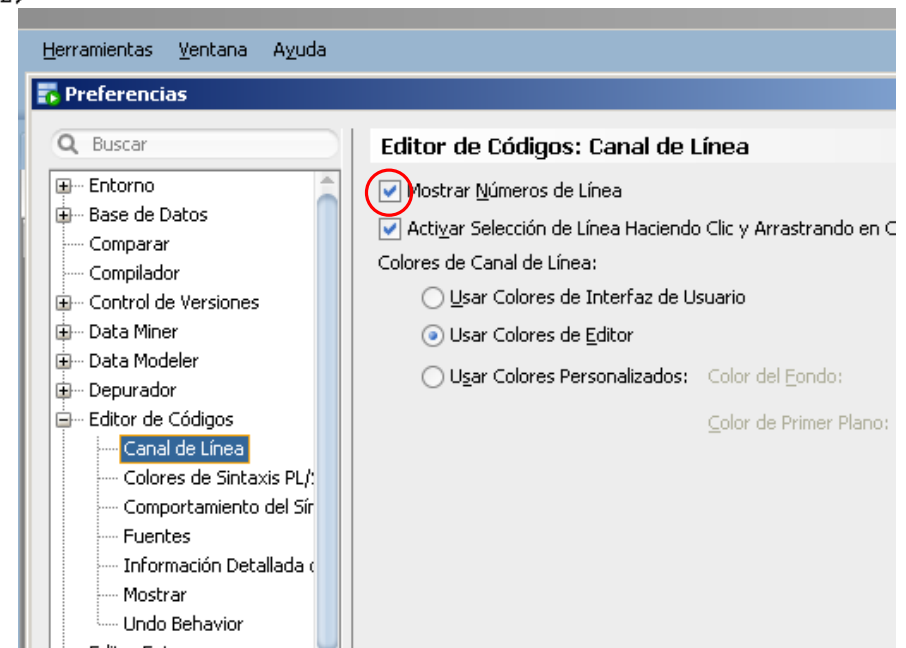 Herramientas Ventana Ayuda
Preferencias
Buscar
Entorno
Base de Datos
Comparar
Compilador
Control de Versiones
Data Miner
Data Modeler
Depurador
Editor de Códigos
Canal de Línea
Colores de Sintaxis PL/
Comportamiento del Sín
Fuentes
Información Detallada
Mostrar
Undo Behavior
Editor de Códigos: Canal de Línea
Mostrar Números de Línea
Activar Selección de Línea Haciendo Clic y Arrastrando en C
Colores de Canal de Línea:
Usar Colores de Interfaz de Usuario
Usar Colores de Editor
Usar Colores Personalizados: Color del Fondo:
Color de Primer Plano: